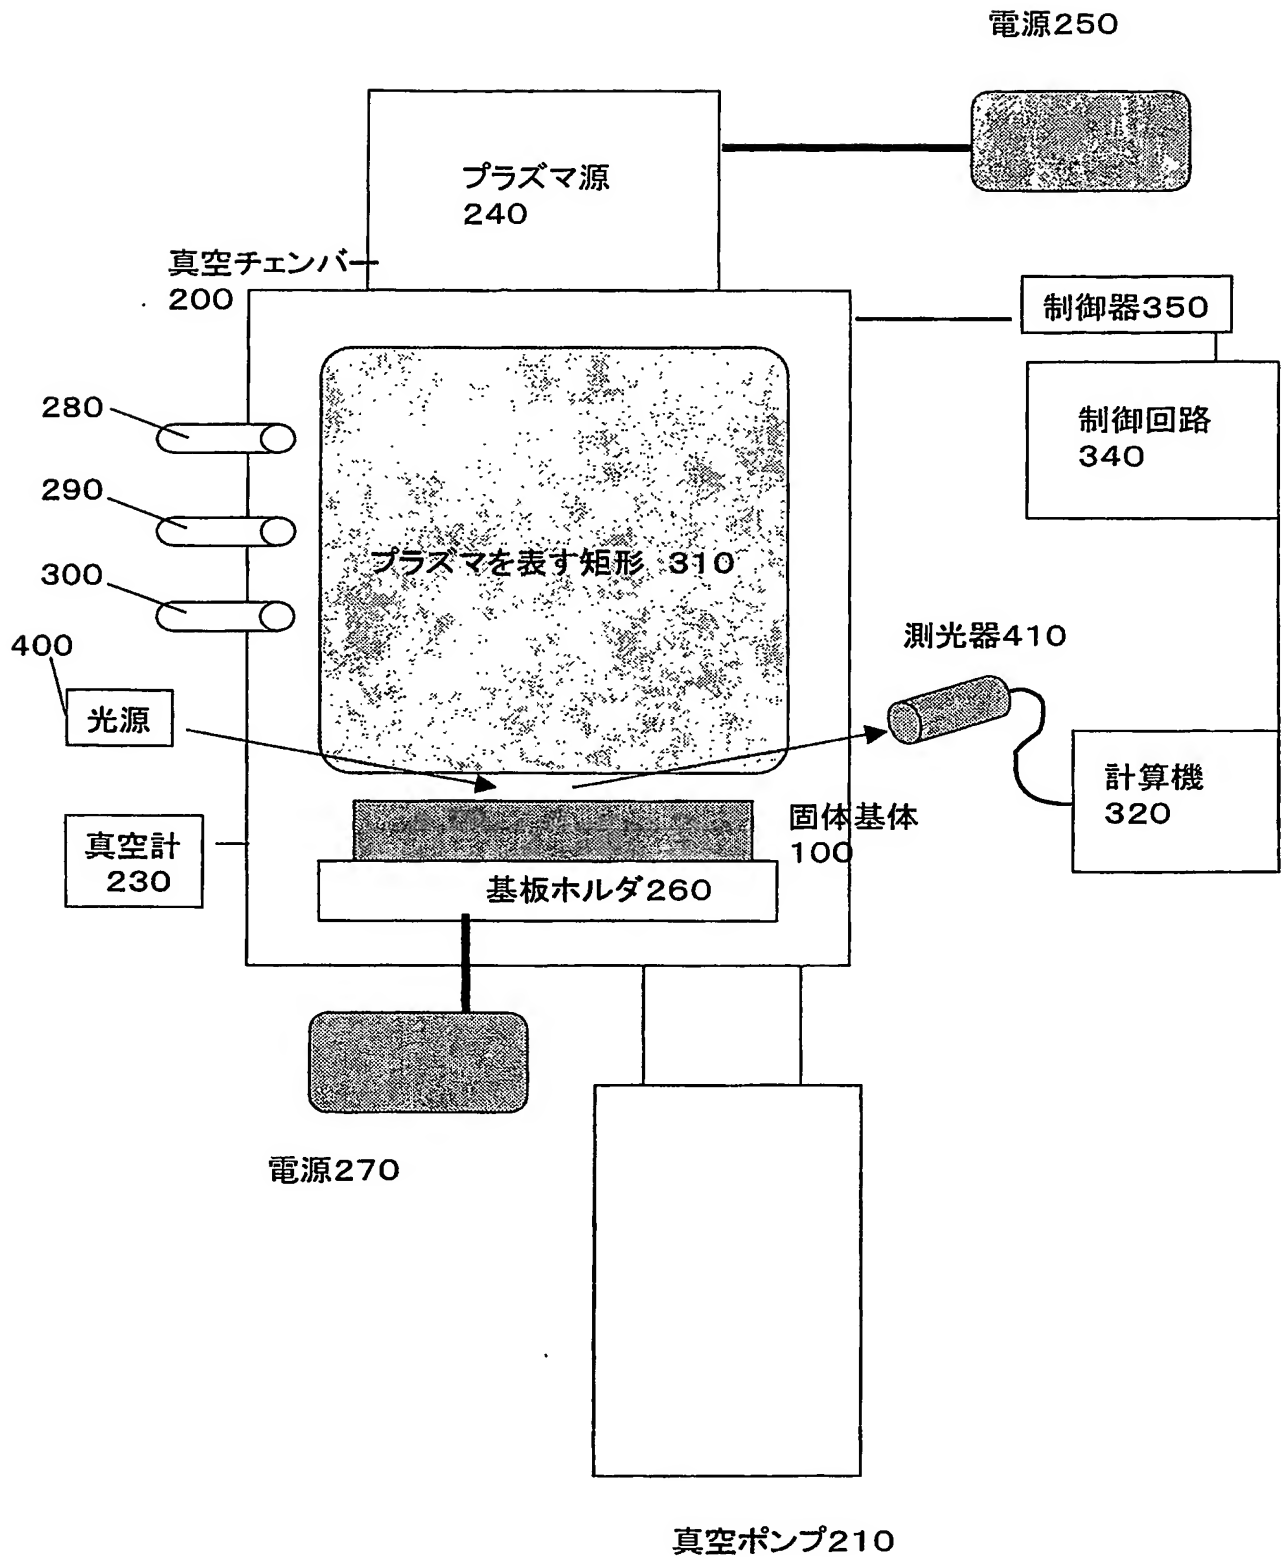 電源250
プラズマ源
240
真空チェンバ
200
制御器350
制御回路
340
280
290
300
プラズマを表す矩形 310
400
光源
測光器410
計算機
320
固体基体
100
真空計
230
基板ホルダ260
電源270
真空ポンプ210